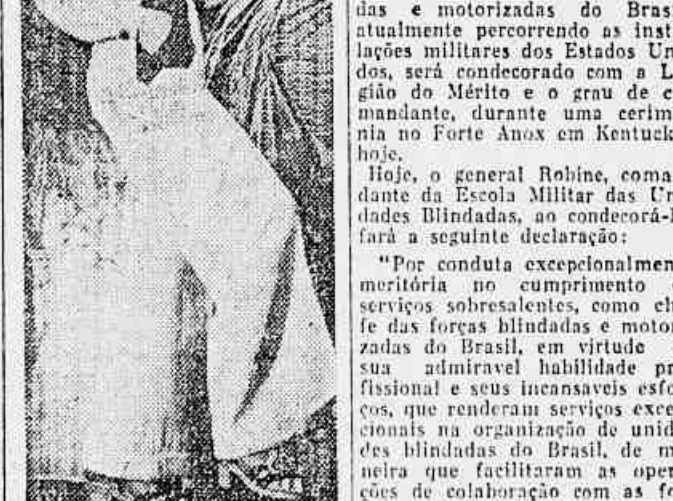 das e motorizadas do Bras
atualmente percorrendo as inst
lações militares dos Estados Un
dos, será condecorado com a L
gião do Mérito e o grau de c
mandante, durante uma cerim
nia no Forte Anox em Kentuck
hoje.
Hoje, o general Robine, coma
dante da Escola Militar das Un
dades Blindadas, ao condecorá-l
fará a seguinte declaração:
"Por conduta excepcionalmen
meritória no cumprimento
serviços sobresalentes, como ch
fe das forças blindadas e motor
zadas do Brasil, em virtude
sua admiravel habilidade pr
fissional e seus incansaveis esfo
ços, que renderam serviços exce
cionais na organização de unid
des blindadas do Brasil, de m
neira que facilitaram as oper
ções de colaboração com as fo